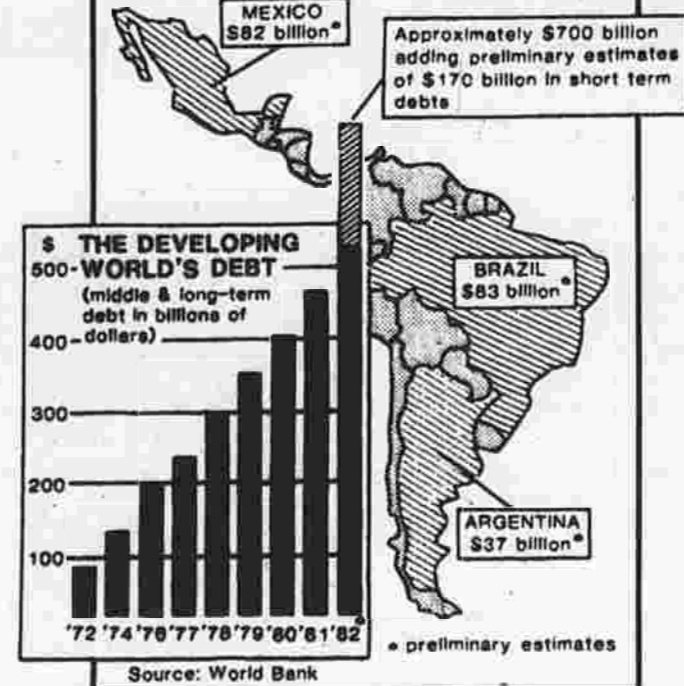 MEXICO
$82 billion*
Approximately $700 billion
adding preliminary estimates
of $170 billion in short term
debts
$ THE DEVELOPING
500 WORLD'S DEBT
(middle & long-term
debt in billions of
dollars)
400
300
200
100
'72 '74 '76 '77 '78 '79 '80 '81 '82*
BRAZIL
$83 billion*
ARGENTINA
$37 billion*
* preliminary estimates
Source: World Bank